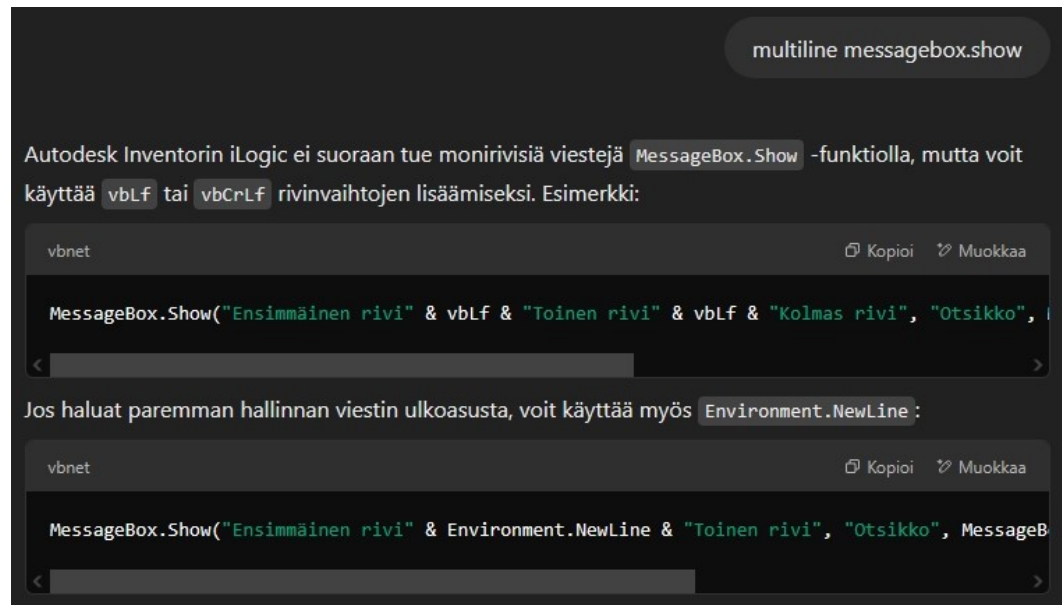 multiline messagebox.show
Autodesk Inventorin iLogic ei suoraan tue monirivisiä viestejä MessageBox.Show -funktiolla, mutta voit
käyttää vbLf tai vbCrLf rivinvaihtojen lisäämiseksi. Esimerkki:
vbnet Kopioi Muokkaa
MessageBox.Show("Ensimmäinen rivi" & vbLf & "Toinen rivi" & vbLf & "Kolmas rivi", "Otsikko",
Jos haluat paremman hallinnan viestin ulkoasusta, voit käyttää myös Environment.NewLine:
vbnet Kopioi Muokkaa
MessageBox.Show("Ensimmäinen rivi" & Environment.NewLine & "Toinen rivi", "Otsikko", MessageB